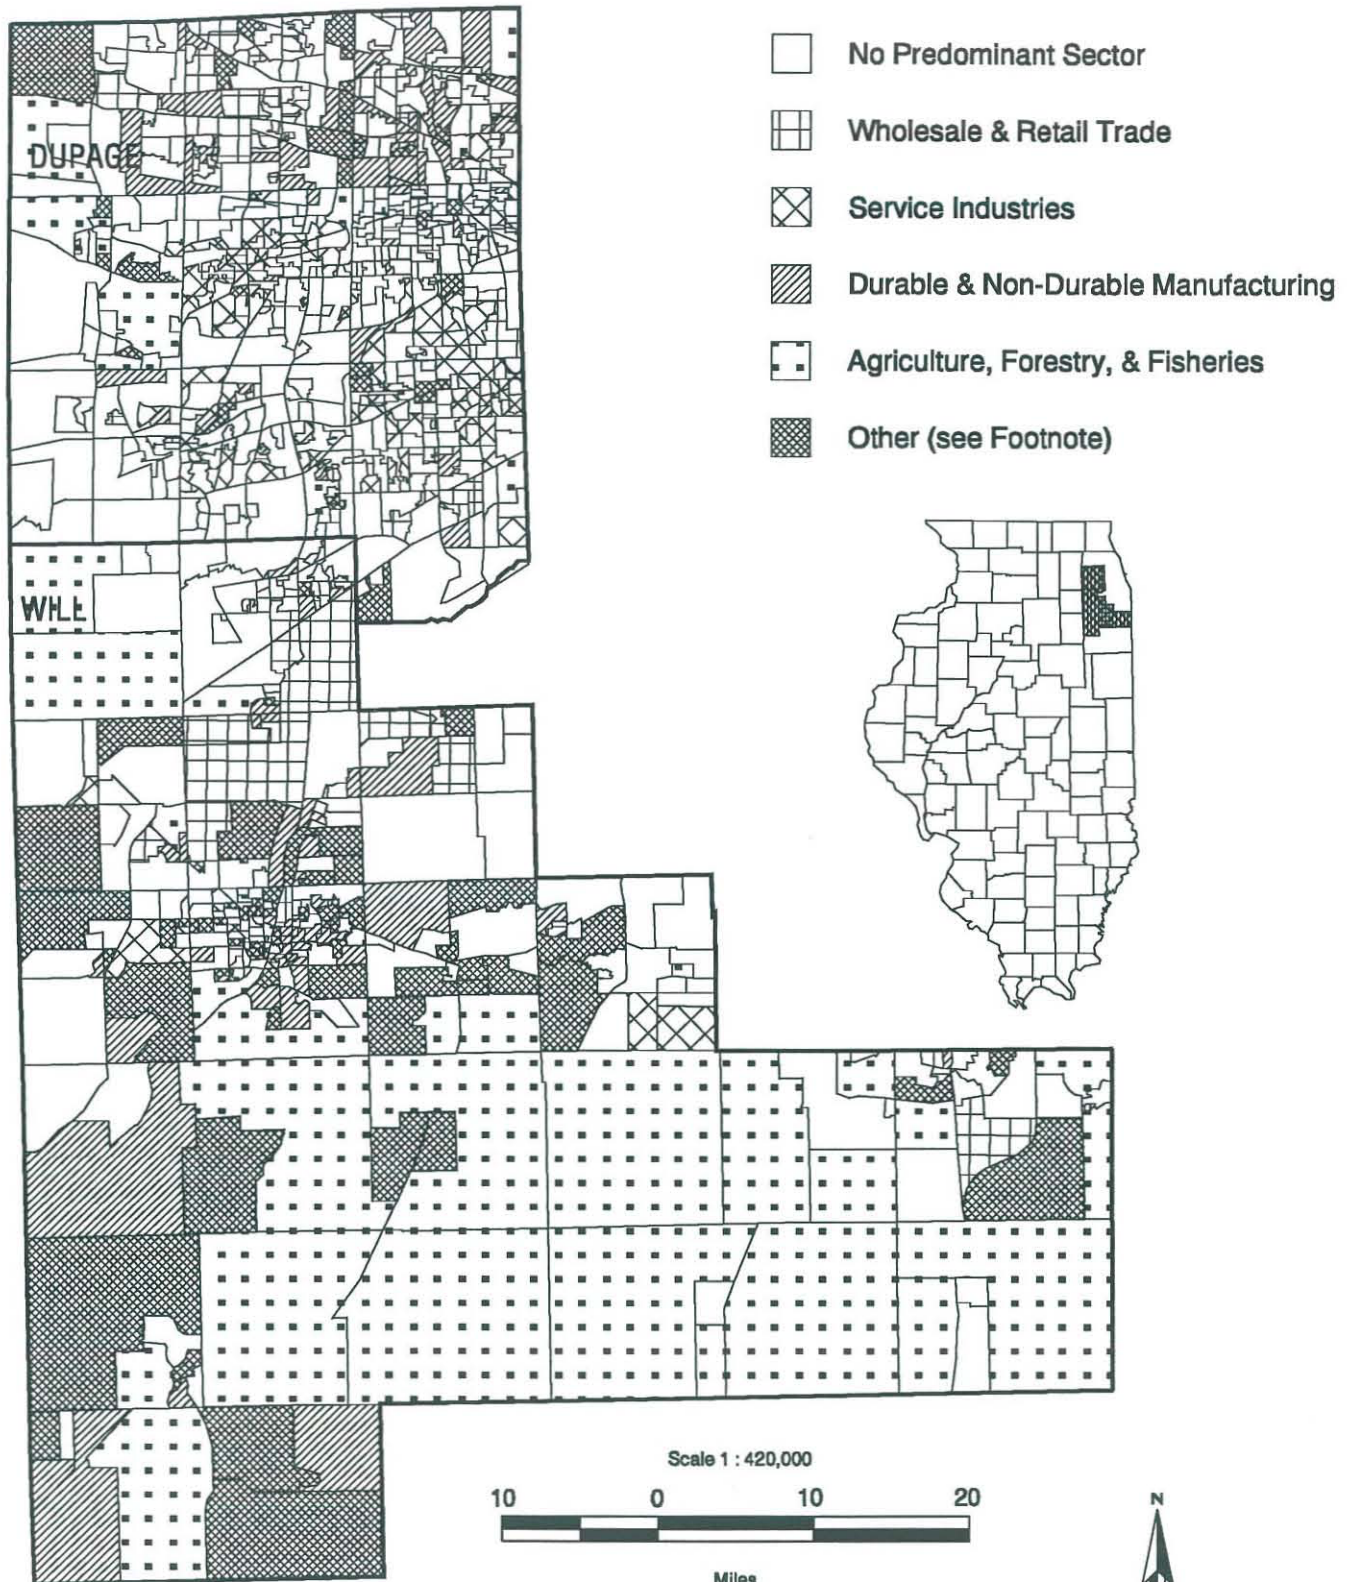 No Predominant Sector
Wholesale & Retail Trade
Service Industries
Durable & Non-Durable Manufacturing
Agriculture, Forestry, & Fisheries
Other (see Footnote)
DUPAGE
WILL
Scale 1 : 420,000
10 0 10 20
Miles
N